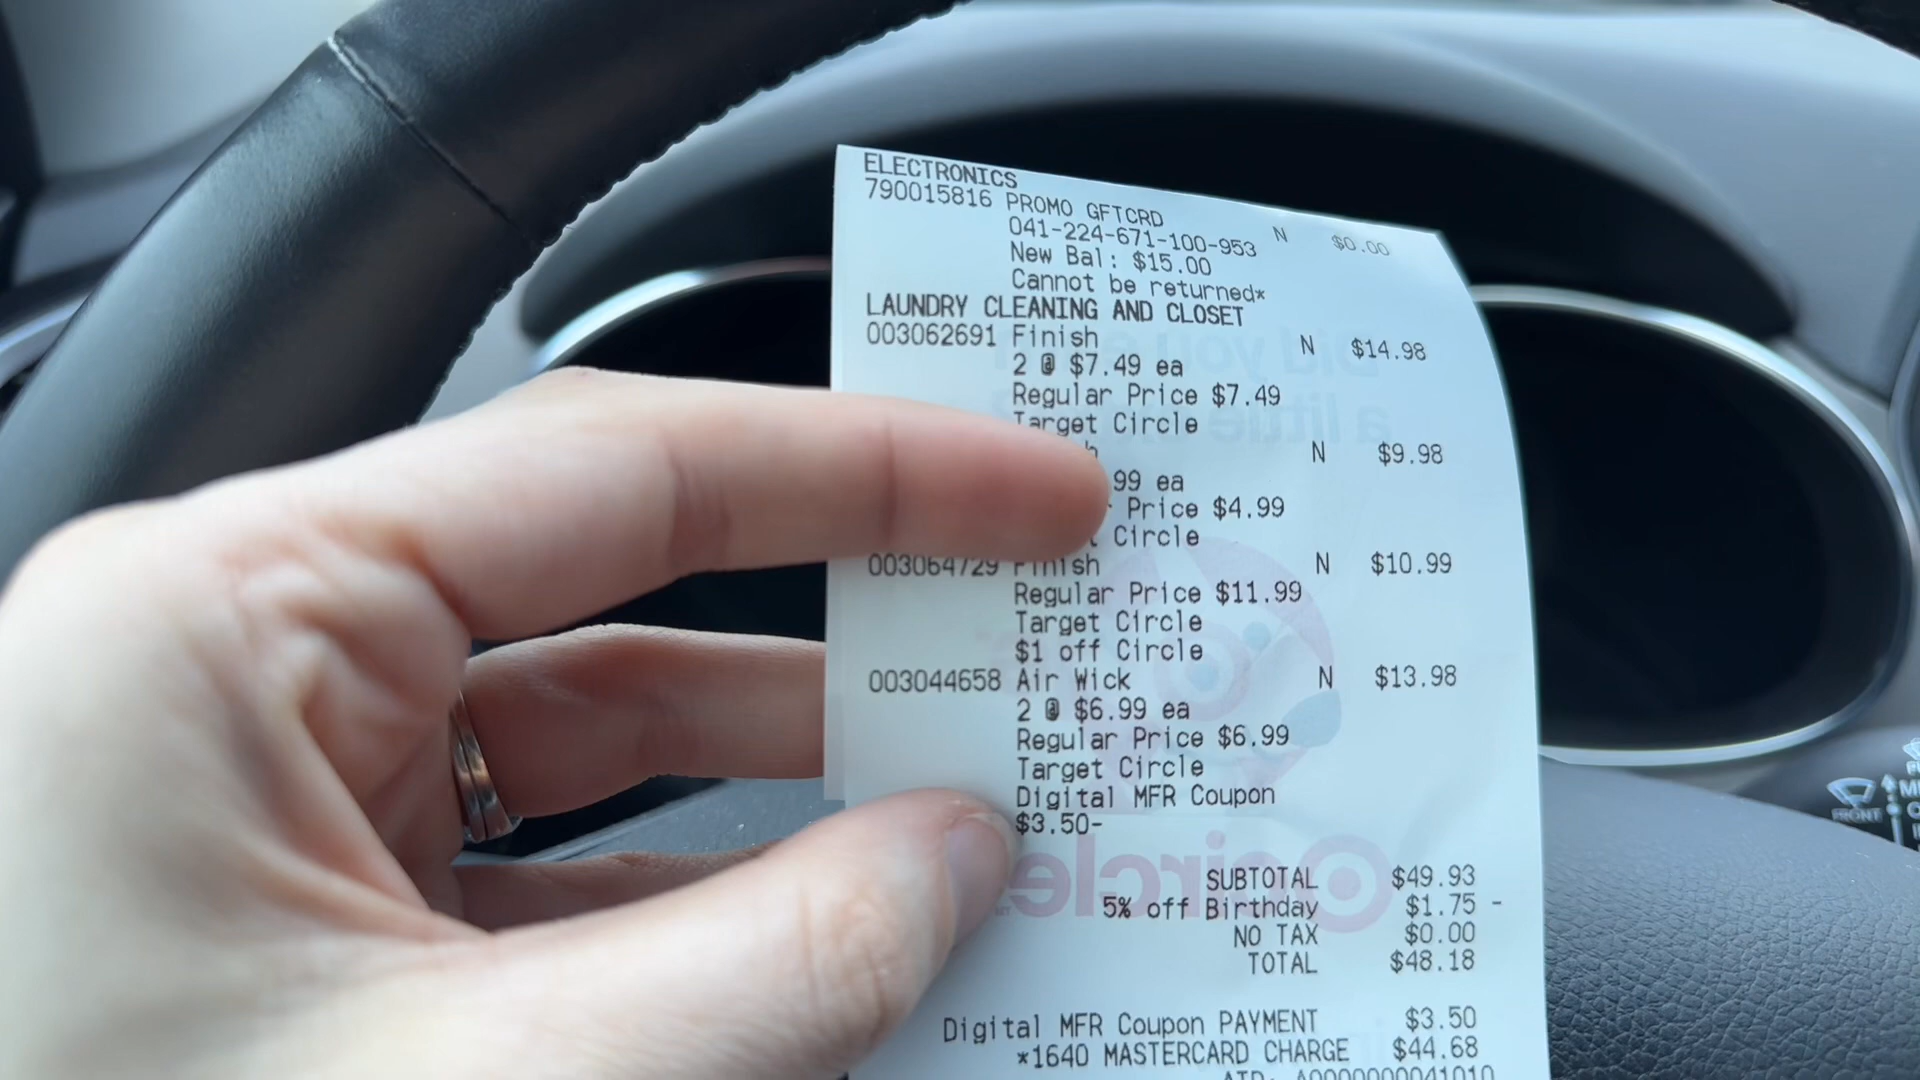 ELECTRONICS
790015816 PROMO GFTCRD N $0.00
041-224-671-100-953
New Bal: $15.00
Cannot be returned*
LAUNDRY CLEANING AND CLOSET
003062691 Finish N $14.98
2 @ $7.49 ea
Regular Price $7.49
Target Circle
N $9.98
99 ea
Price $4.99
Circle
003064729 Finish N $10.99
Regular Price $11.99
Target Circle
$1 off Circle
003044658 Air Wick N $13.98
2 @ $6.99 ea
Regular Price $6.99
Target Circle
Digital MFR Coupon
$3.50-
SUBTOTAL $49.93
5% off Birthday $1.75 -
NO TAX $0.00
TOTAL $48.18
Digital MFR Coupon PAYMENT $3.50
*1640 MASTERCARD CHARGE $44.68
AID: A0000000041010
FRONT